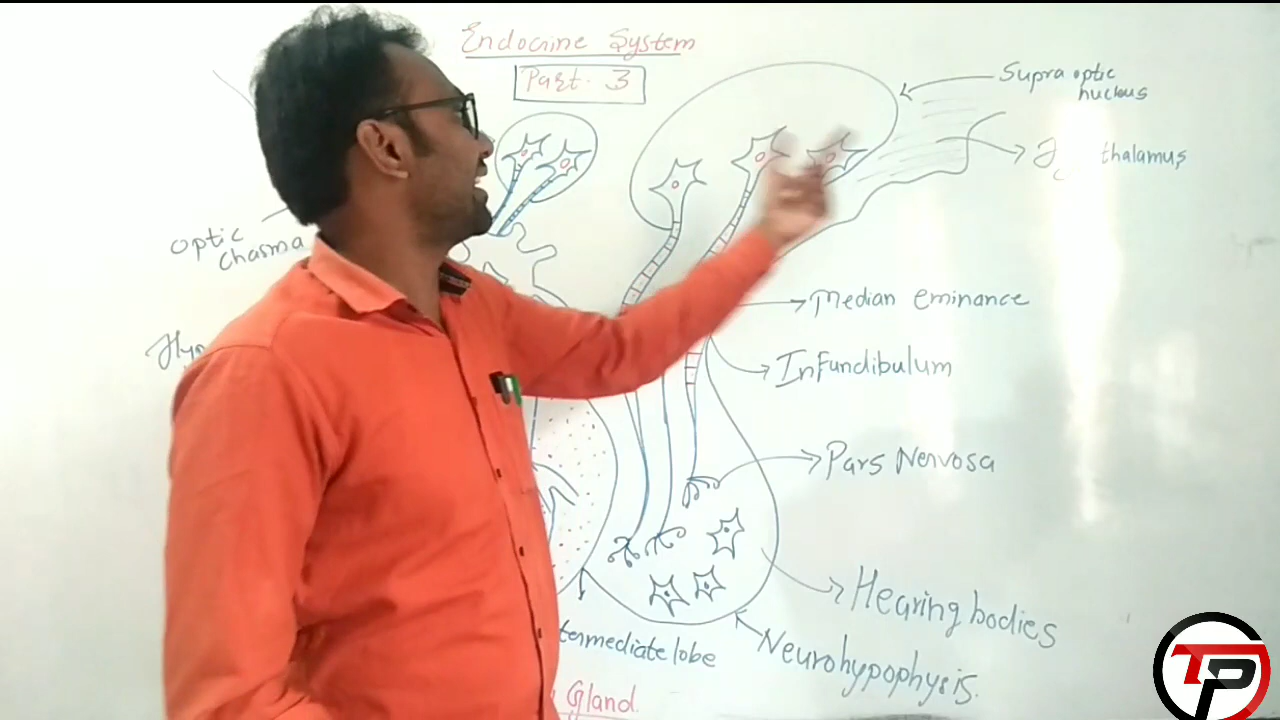 Endocrine System
Part- 3
Supra optic
nucleus
thalamus
Optic
Chasma
Median eminance
Infundibulum
Pars Nervosa
Hearing bodies
Neurohypophysis.
termediate lobe
Gland.
TP